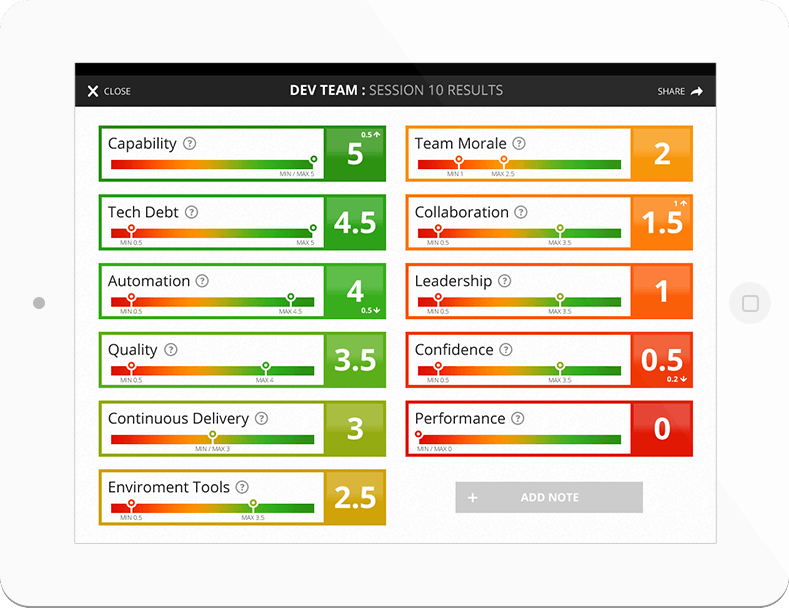 ✕ CLOSE
DEV TEAM : SESSION 10 RESULTS
SHARE
Capability ?
MIN / MAX 5
0.5 ↑
5
Tech Debt ?
MIN 0.5 MAX 5
4.5
Automation ?
MIN 0.5 MAX 4.5
4
0.5 ↓
Quality ?
MIN 0.5 MAX 4
3.5
Continuous Delivery ?
MIN / MAX 3
3
Enviroment Tools ?
MIN 0.5 MAX 3.5
2.5
Team Morale ?
MIN 1 MAX 2.5
2
Collaboration ?
MIN 0.5 MAX 3.5
1 ↑
1.5
Leadership ?
MIN 0.5 MAX 3.5
1
Confidence ?
MIN 0.5 MAX 3.5
0.5
0.2 ↓
Performance ?
MIN / MAX 0
0
+ ADD NOTE